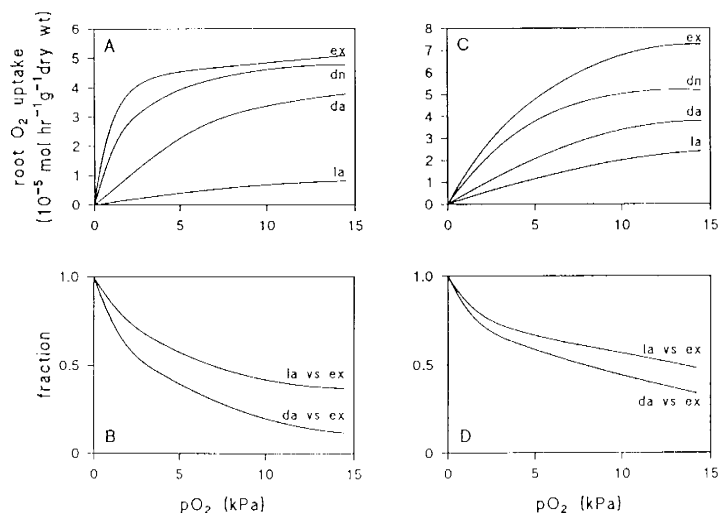 root O₂ uptake
(10⁻⁵ mol hr⁻¹g⁻¹dry wt)
A
6
5
4
3
2
1
0
ex
dn
da
la
0
5
10
15
C
8
7
6
5
4
3
2
1
0
ex
dn
da
la
0
5
10
15
fraction
1.0
0.5
0
la vs ex
da vs ex
B
0
5
10
15
pO₂ (kPa)
1.0
0.5
0
la vs ex
da vs ex
D
0
5
10
15
pO₂ (kPa)